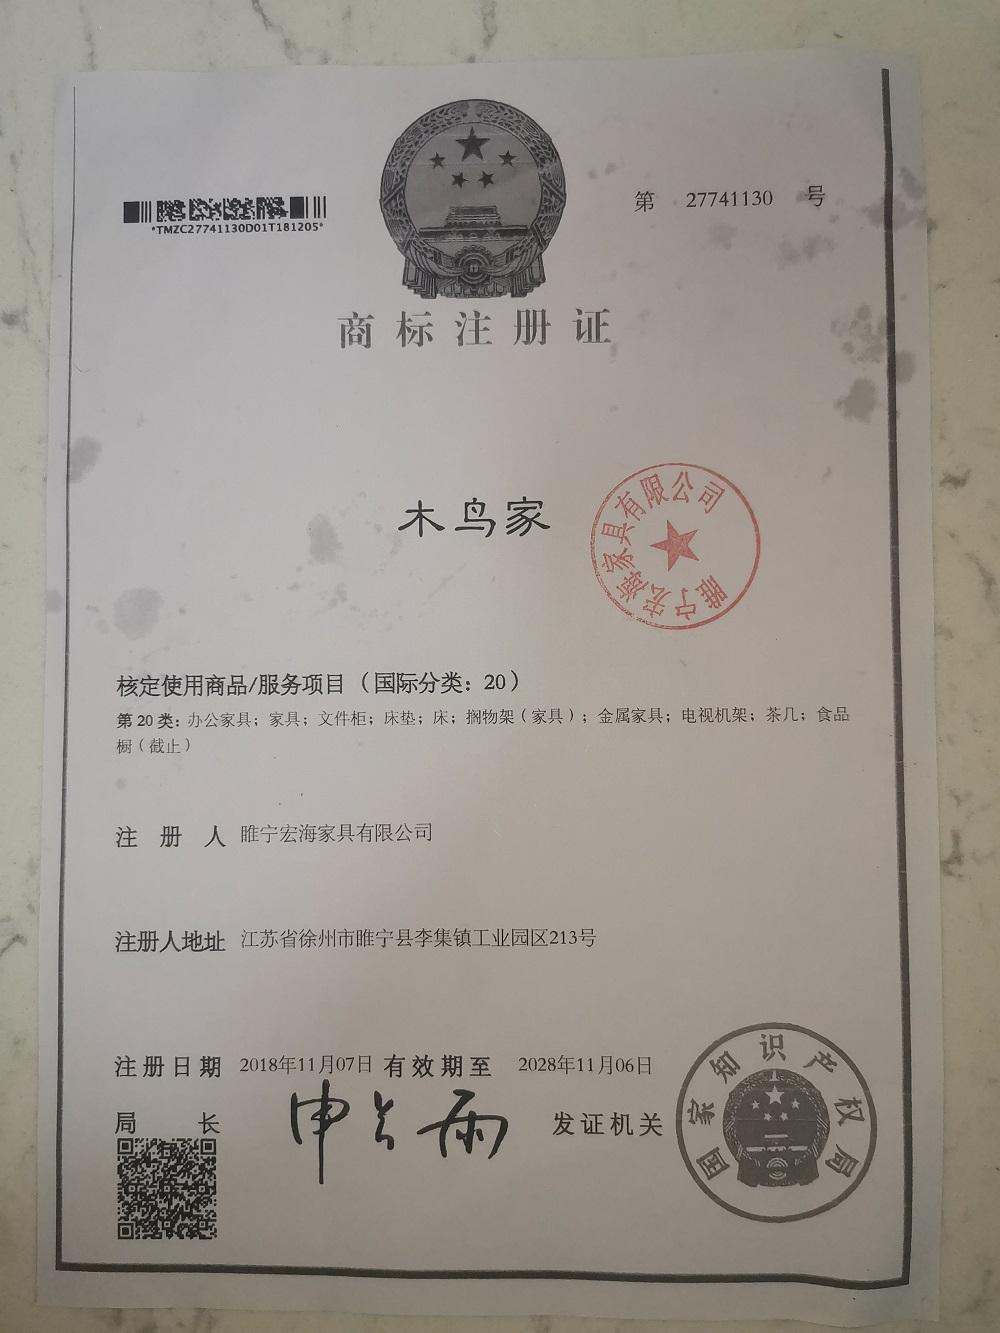 第 27741130 号
*TMZC27741130D01T181205*
商标注册证
木鸟家
睢宁宏海家具有限公司
核定使用商品/服务项目（国际分类：20）
第20类：办公家具；家具；文件柜；床垫；床；搁物架（家具）；金属家具；电视机架；茶几；食品
橱（截止）
注册人 睢宁宏海家具有限公司
注册人地址 江苏省徐州市睢宁县李集镇工业园区213号
注册日期 2018年11月07日 有效期至 2028年11月06日
局长 申长雨 发证机关
国家知识产权局